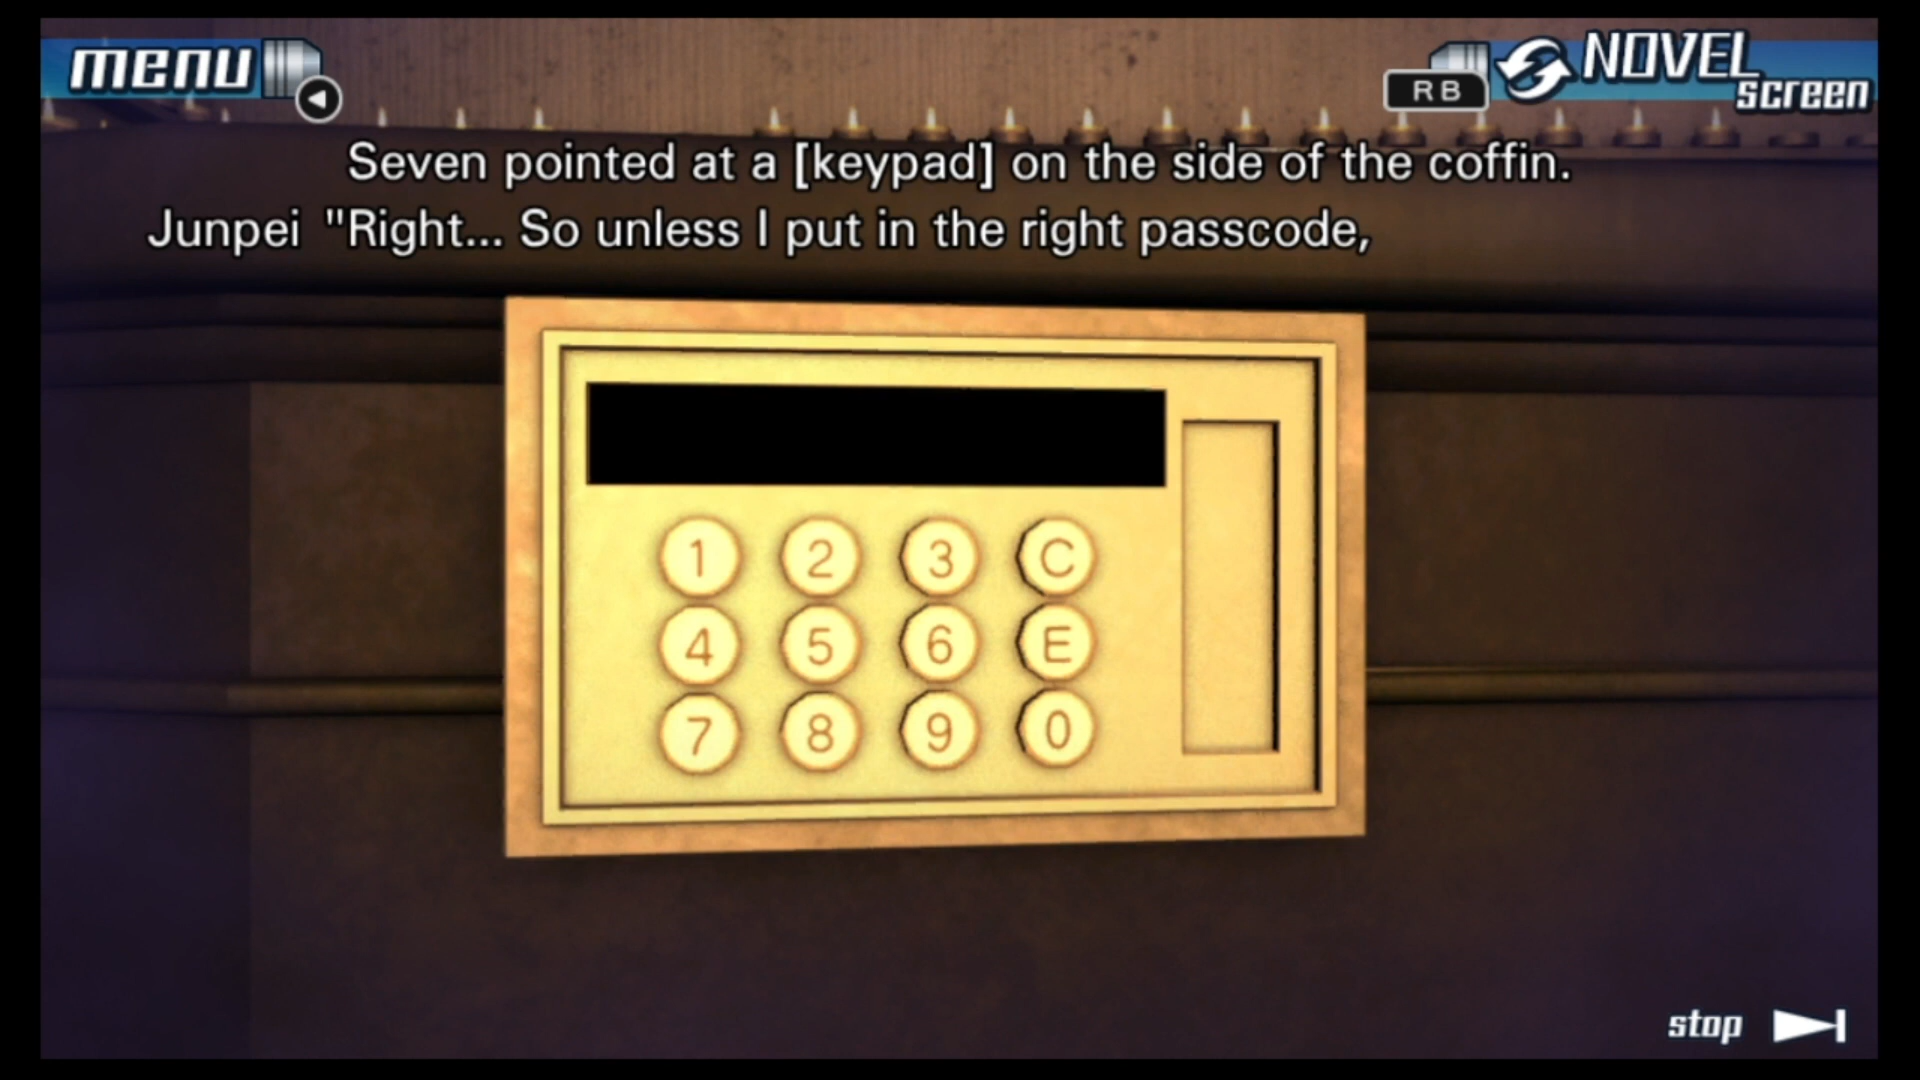 menu
RB
NOVEL
screen
Seven pointed at a [keypad] on the side of the coffin.
Junpei "Right... So unless I put in the right passcode,
1 2 3 C
4 5 6 E
7 8 9 0
stop